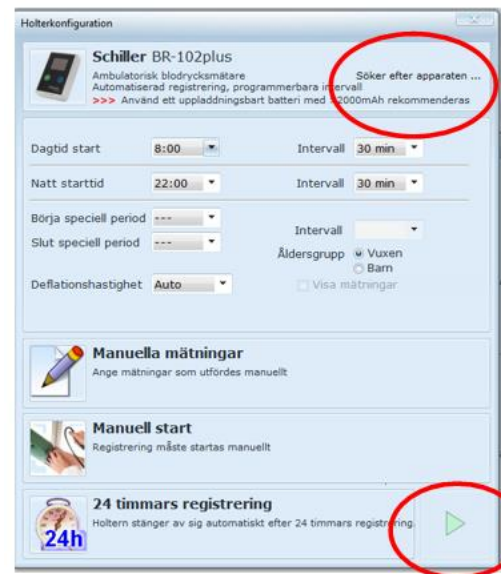 Holterkonfiguration
Schiller BR-102plus
Ambulatorisk blodrycksmätare
Söker efter apparaten ...
Automatiserad registrering, programmerbara intervall
>>> Använd ett uppladdningsbart batteri med >2000mAh rekommenderas
Dagtid start 8:00 Intervall 30 min
Natt starttid 22:00 Intervall 30 min
Börja speciell period ---
Intervall
Slut speciell period ---
Åldersgrupp Vuxen
Barn
Deflationshastighet Auto
Visa mätningar
Manuella mätningar
Ange mätningar som utfördes manuellt
Manuell start
Registrering måste startas manuellt
24 timmars registrering
Holtern stänger av sig automatiskt efter 24 timmars registrering.
24h